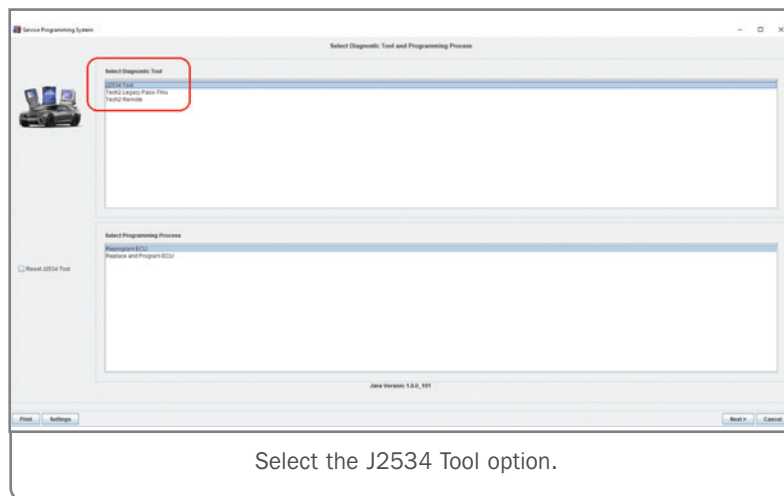 Service Programming System
Select Diagnostic Tool and Programming Process
Select Diagnostic Tool
J2534 Tool
Tech2 Legacy Pass-Thru
Tech2 Remote
Select Programming Process
Reprogram ECU
Replace and Program ECU
Reset J2534 Tool
Java Version: 1.8.0_191
Print Settings Next > Cancel
Select the J2534 Tool option.